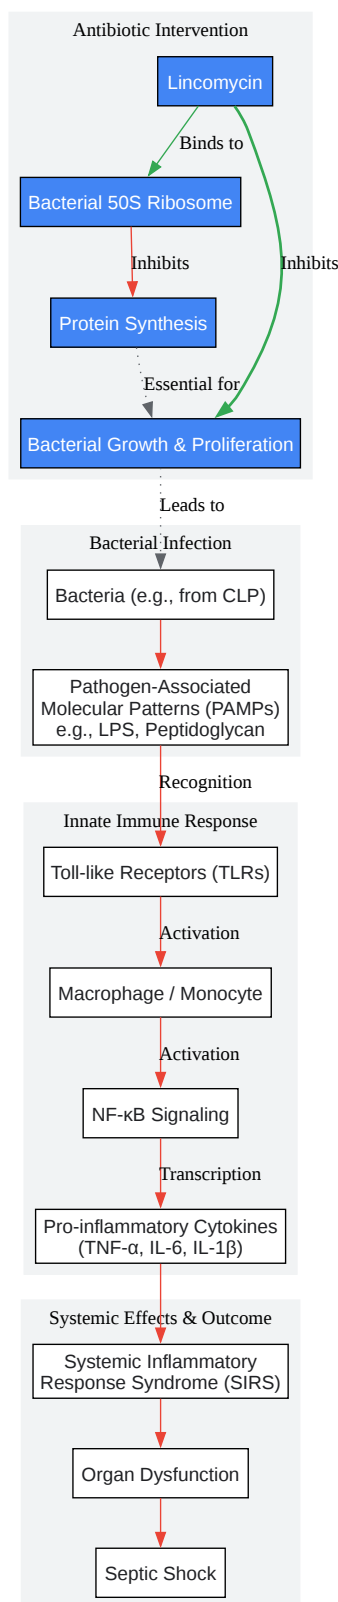 Antibiotic Intervention
Lincomycin
Binds to
Bacterial 50S Ribosome
Inhibits
Inhibits
Protein Synthesis
Essential for
Bacterial Growth & Proliferation
Leads to
Bacterial Infection
Bacteria (e.g., from CLP)
Pathogen-Associated
Molecular Patterns (PAMPs)
e.g., LPS, Peptidoglycan
Recognition
Innate Immune Response
Toll-like Receptors (TLRs)
Activation
Macrophage / Monocyte
Activation
NF-κB Signaling
Transcription
Pro-inflammatory Cytokines
(TNF-α, IL-6, IL-1β)
Systemic Effects & Outcome
Systemic Inflammatory
Response Syndrome (SIRS)
Organ Dysfunction
Septic Shock